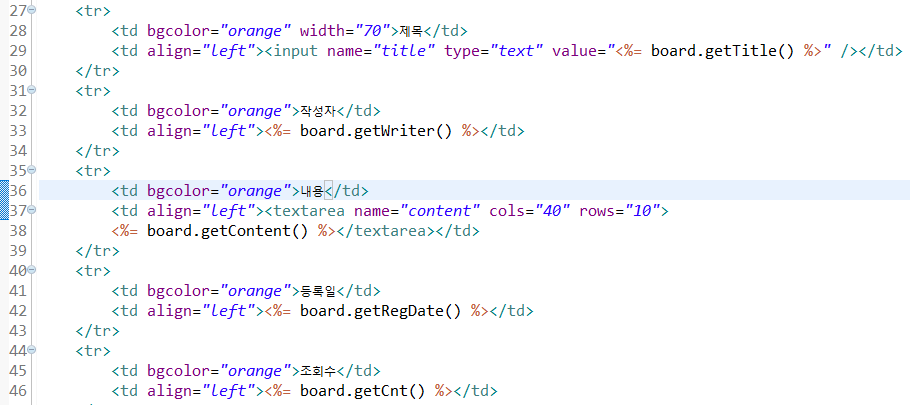 27 <tr>
28 <td bgcolor="orange" width="70">제목</td>
29 <td align="left"><input name="title" type="text" value="<%= board.getTitle() %>" /></td>
30 </tr>
31 <tr>
32 <td bgcolor="orange">작성자</td>
33 <td align="left"><%= board.getWriter() %></td>
34 </tr>
35 <tr>
36 <td bgcolor="orange">내용</td>
37 <td align="left"><textarea name="content" cols="40" rows="10">
38 <%= board.getContent() %></textarea></td>
39 </tr>
40 <tr>
41 <td bgcolor="orange">등록일</td>
42 <td align="left"><%= board.getRegDate() %></td>
43 </tr>
44 <tr>
45 <td bgcolor="orange">조회수</td>
46 <td align="left"><%= board.getCnt() %></td>